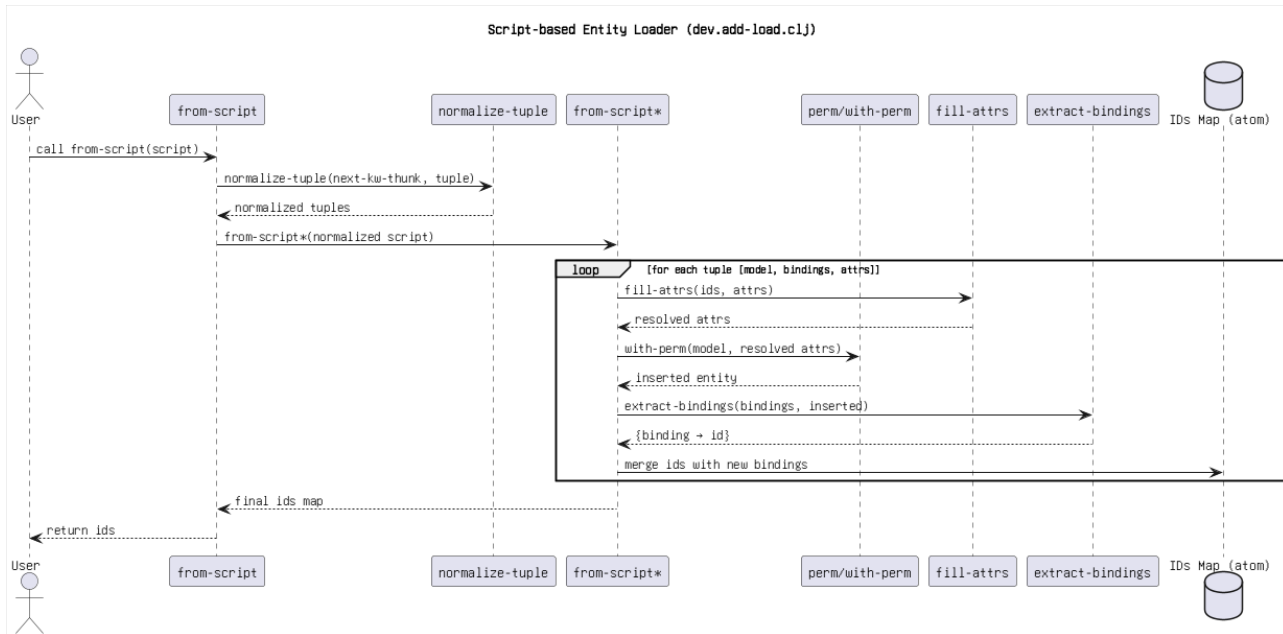 Script-based Entity Loader (dev.add-load.clj)
User
from-script
normalize-tuple
from-script*
perm/with-perm
fill-attrs
extract-bindings
IDs Map (atom)
call from-script(script)
normalize-tuple(next-kw-thunk, tuple)
normalized tuples
from-script*(normalized script)
loop [for each tuple [model, bindings, attrs]]
fill-attrs(ids, attrs)
resolved attrs
with-perm(model, resolved attrs)
inserted entity
extract-bindings(bindings, inserted)
{binding → id}
merge ids with new bindings
final ids map
return ids
User
from-script
normalize-tuple
from-script*
perm/with-perm
fill-attrs
extract-bindings
IDs Map (atom)